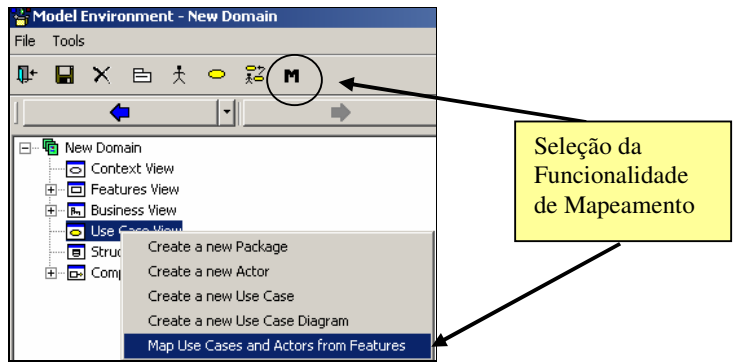 Model Environment - New Domain
File Tools
M
New Domain
Context View
Features View
Business View
Use Case View
Struc
Comp
Create a new Package
Create a new Actor
Create a new Use Case
Create a new Use Case Diagram
Map Use Cases and Actors from Features
Seleção da
Funcionalidade
de Mapeamento